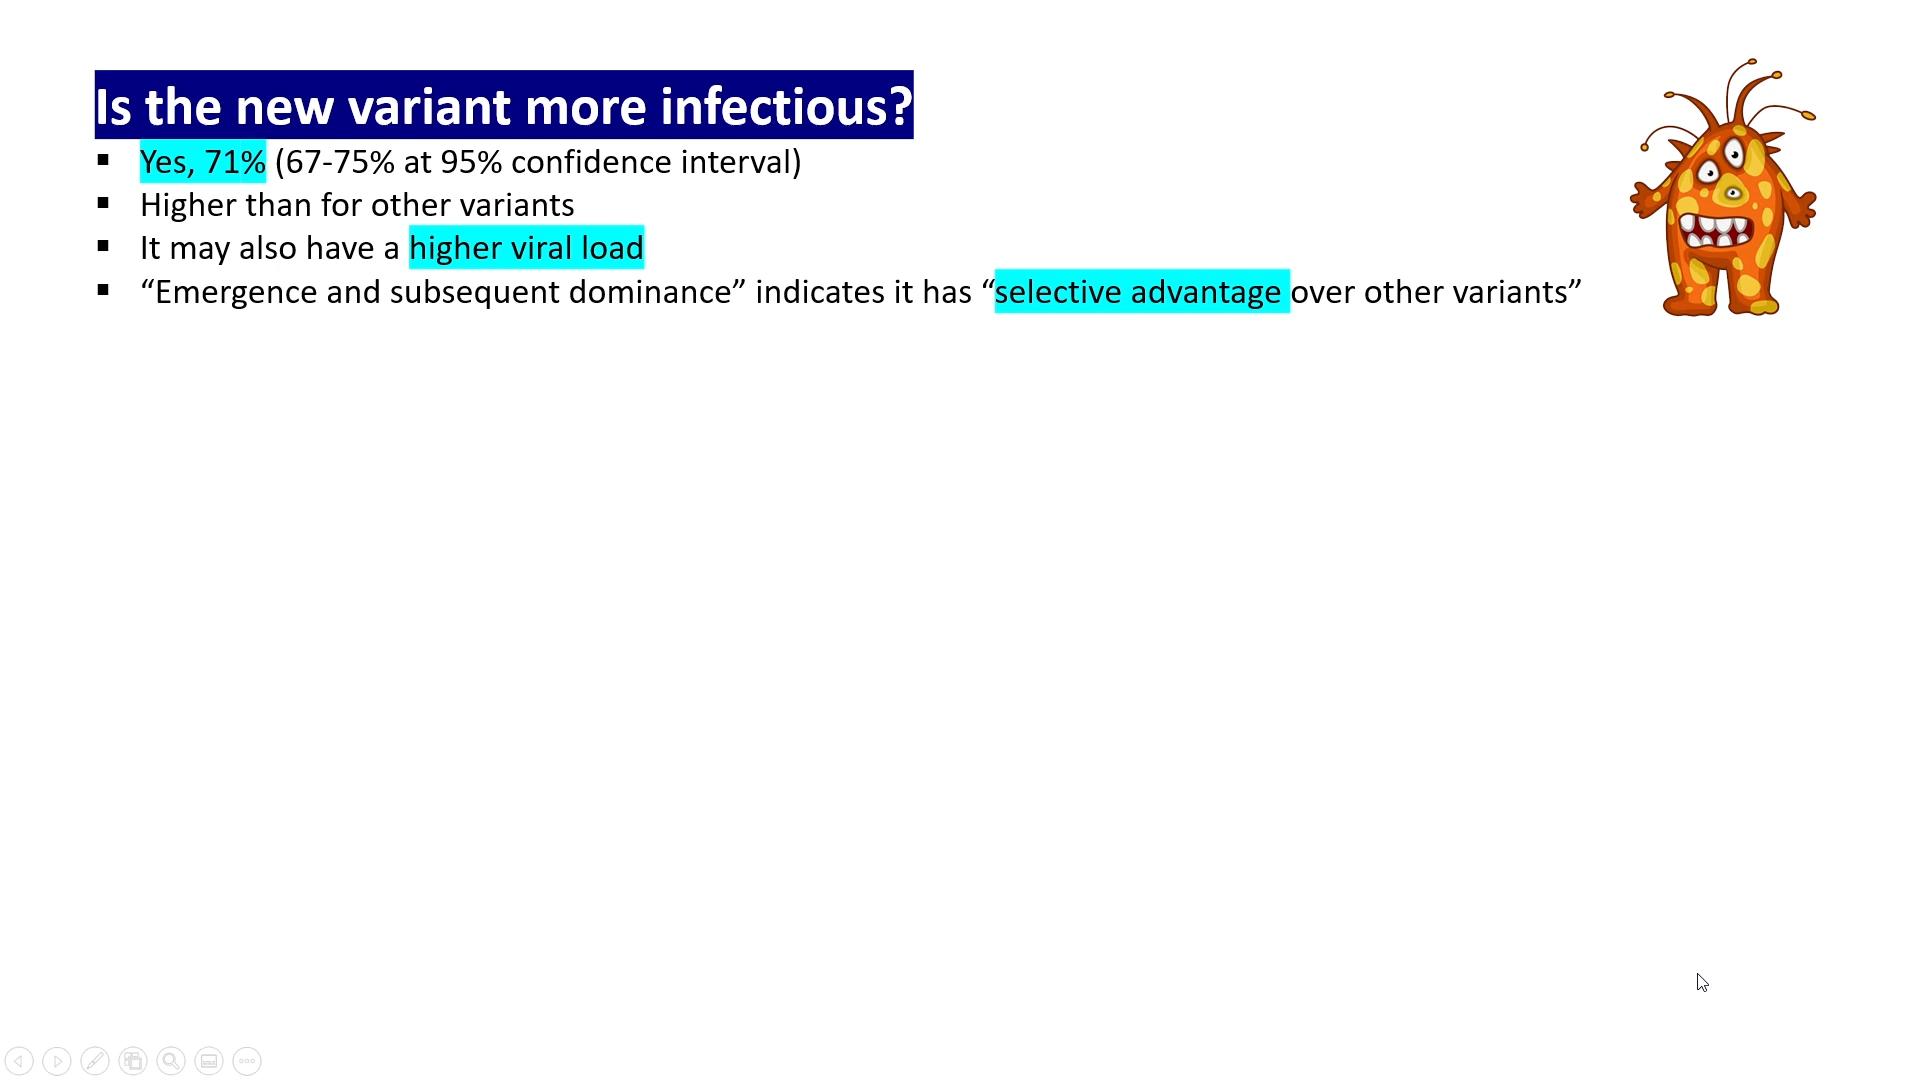 Is the new variant more infectious?
▪ Yes, 71% (67-75% at 95% confidence interval)
▪ Higher than for other variants
▪ It may also have a higher viral load
▪ “Emergence and subsequent dominance” indicates it has “selective advantage over other variants”